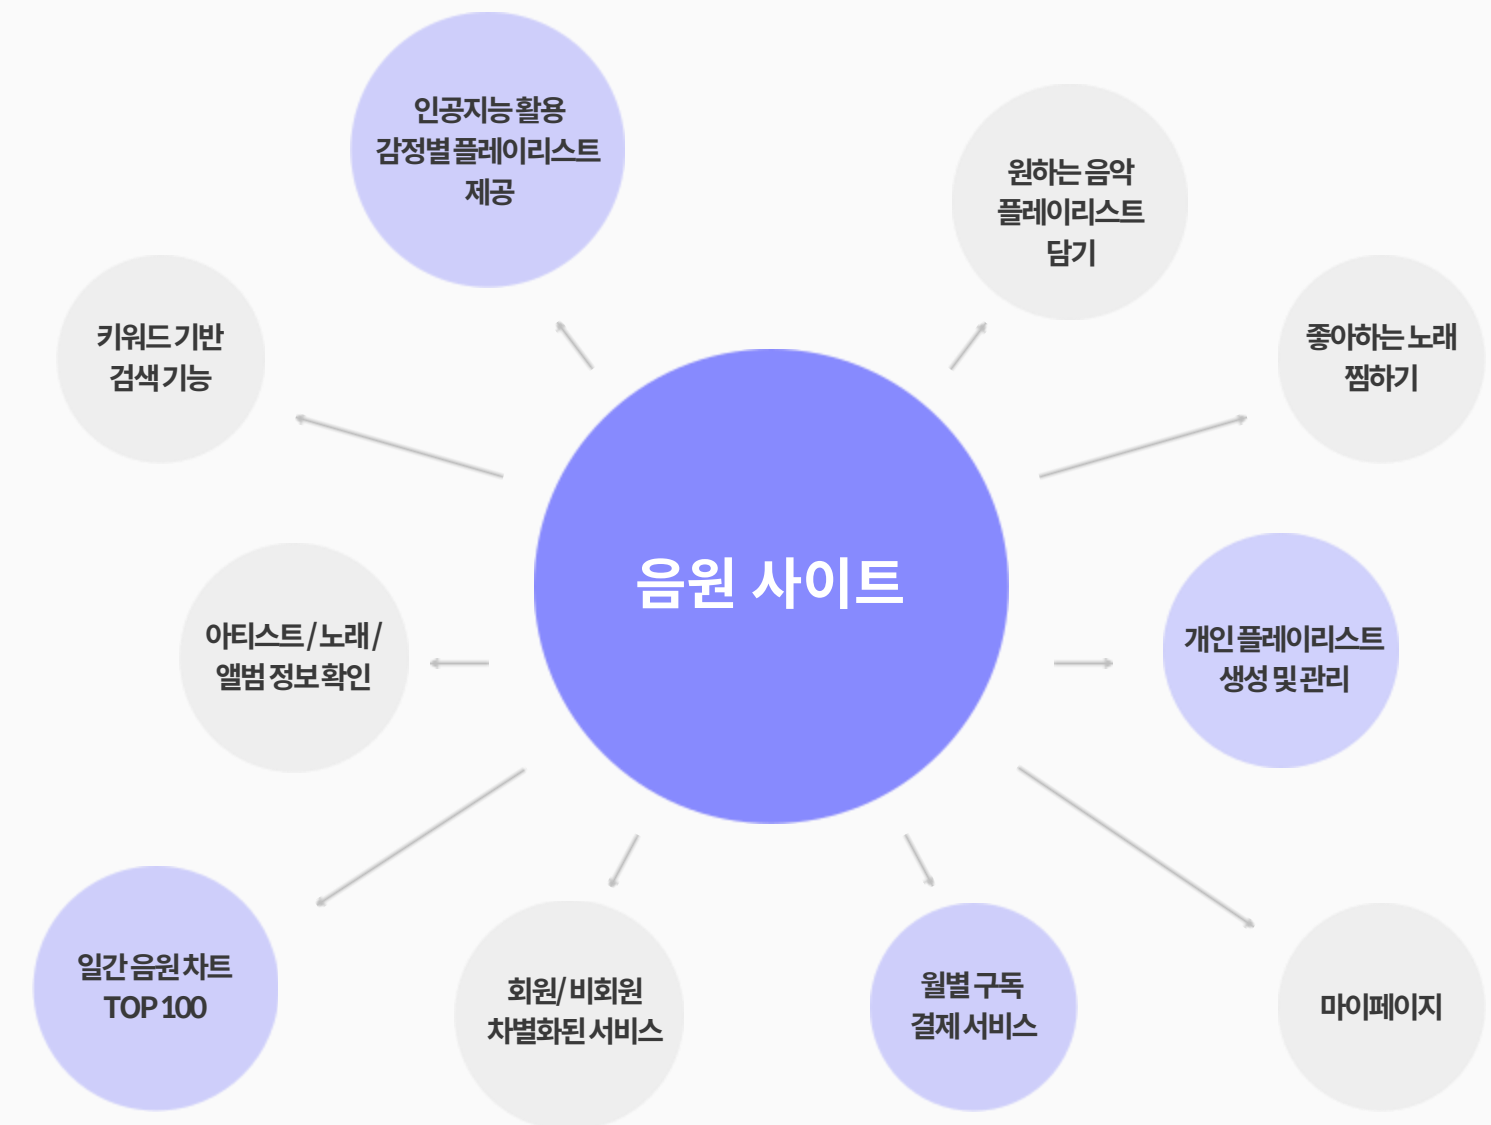 인공지능 활용
감정별 플레이리스트
제공
원하는 음악
플레이리스트
담기
키워드 기반
검색 기능
좋아하는 노래
찜하기
음원 사이트
아티스트 / 노래 /
앨범 정보 확인
개인 플레이리스트
생성 및 관리
일간 음원 차트
TOP 100
회원/ 비회원
차별화된 서비스
월별 구독
결제 서비스
마이페이지